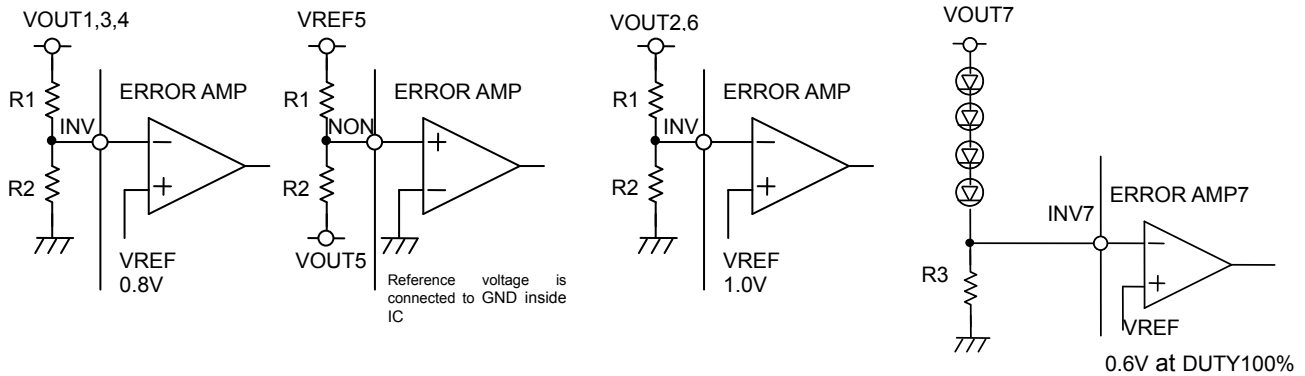 VOUT1,3,4
R1
ERROR AMP
INV
−
R2
+
VREF
0.8V
VREF5
R1
ERROR AMP
NON
+
R2
−
VOUT5
Reference voltage is
connected to GND inside
IC
VOUT2.6
R1
ERROR AMP
INV
−
R2
+
VREF
1.0V
VOUT7
ERROR AMP7
INV7
−
R3
+
VREF
0.6V at DUTY100%